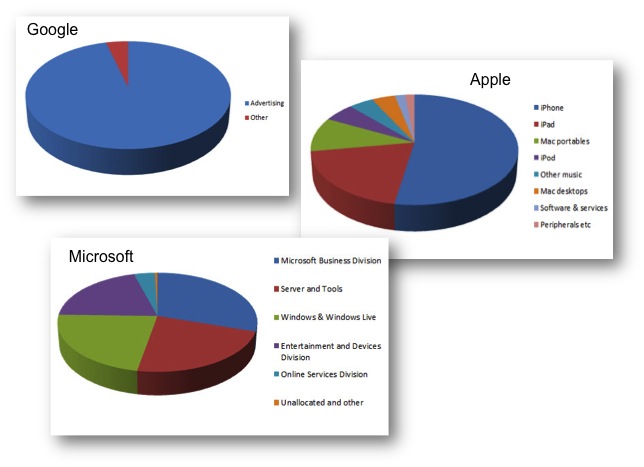 Google
Advertising
Other
Apple
iPhone
iPad
Mac portables
iPod
Other music
Mac desktops
Software & services
Peripherals etc
Microsoft
Microsoft Business Division
Server and Tools
Windows & Windows Live
Entertainment and Devices
Division
Online Services Division
Unallocated and other